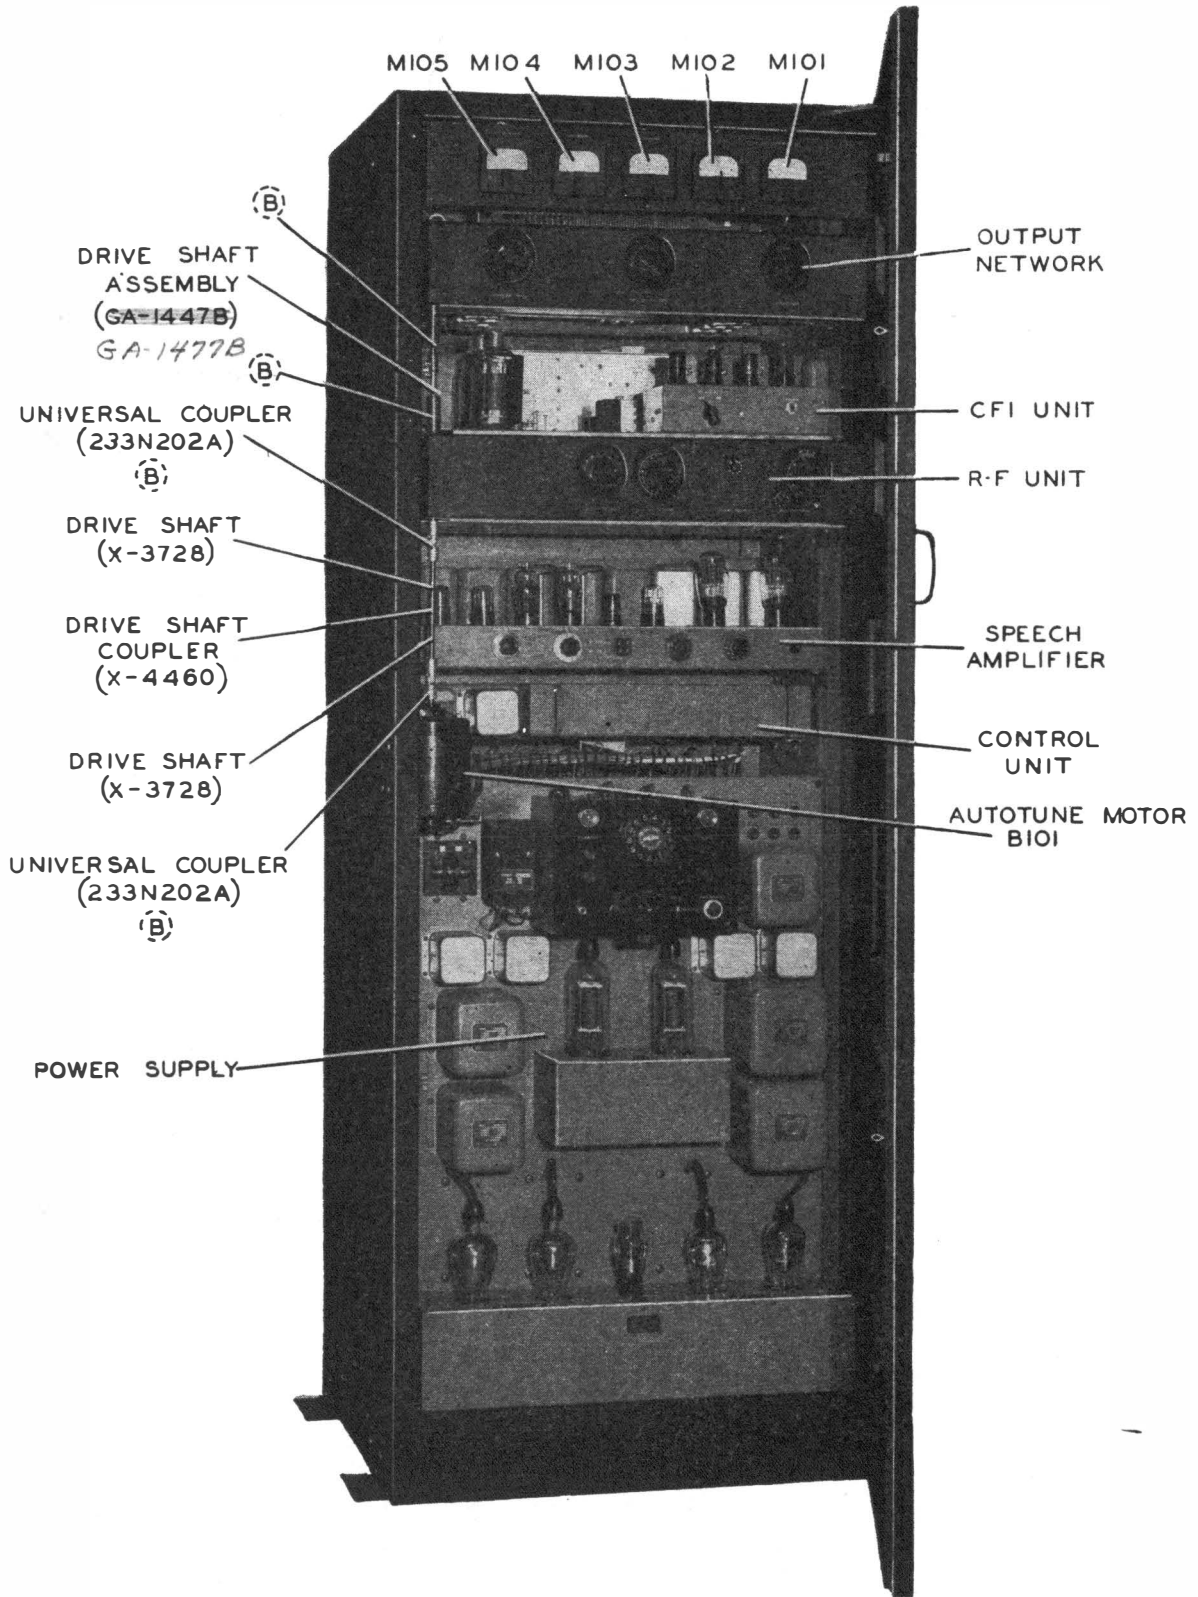 M105 M104 M103 M102 M101
(B)
DRIVE SHAFT
ASSEMBLY
(GA-1447B)
GA-1477B
(B)
UNIVERSAL COUPLER
(233N202A)
(B)
DRIVE SHAFT
(X-3728)
DRIVE SHAFT
COUPLER
(X-4460)
DRIVE SHAFT
(X-3728)
UNIVERSAL COUPLER
(233N202A)
(B)
POWER SUPPLY
OUTPUT
NETWORK
CFI UNIT
R-F UNIT
SPEECH
AMPLIFIER
CONTROL
UNIT
AUTOTUNE MOTOR
B101